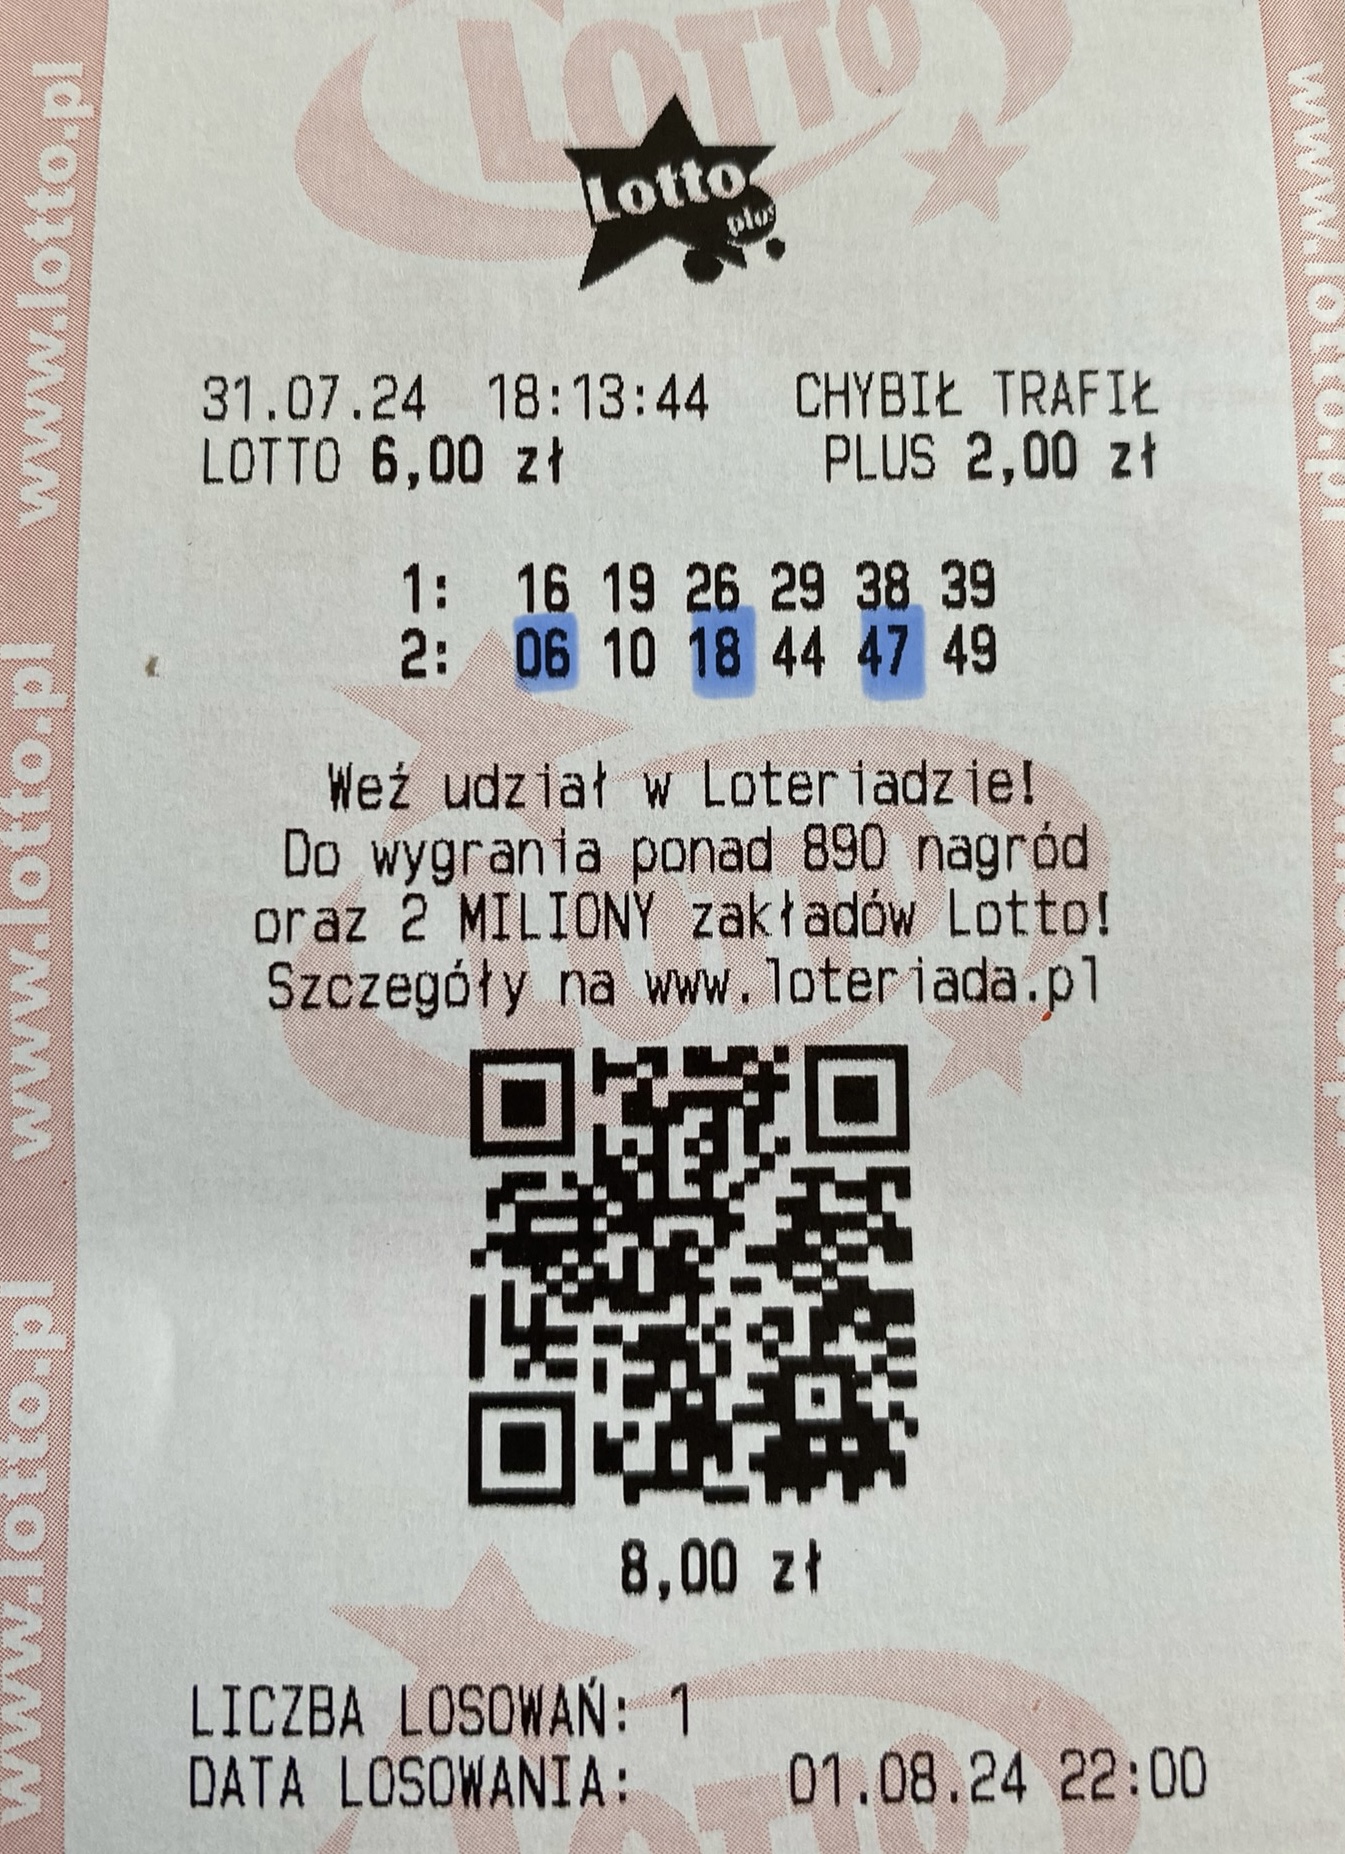 LOTTO
Lotto
plus
31.07.24 18:13:44 CHYBIŁ TRAFIŁ
LOTTO 6,00 zł PLUS 2,00 zł
1: 16 19 26 29 38 39
2: 06 10 18 44 47 49
Weź udział w Loteriadzie!
Do wygrania ponad 890 nagród
oraz 2 MILIONY zakładów Lotto!
Szczegóły na www.loteriada.pl
8,00 zł
LICZBA LOSOWAŃ: 1
DATA LOSOWANIA: 01.08.24 22:00
www.lotto.pl
www.lotto.pl
www.lotto.pl
www.lotto.pl